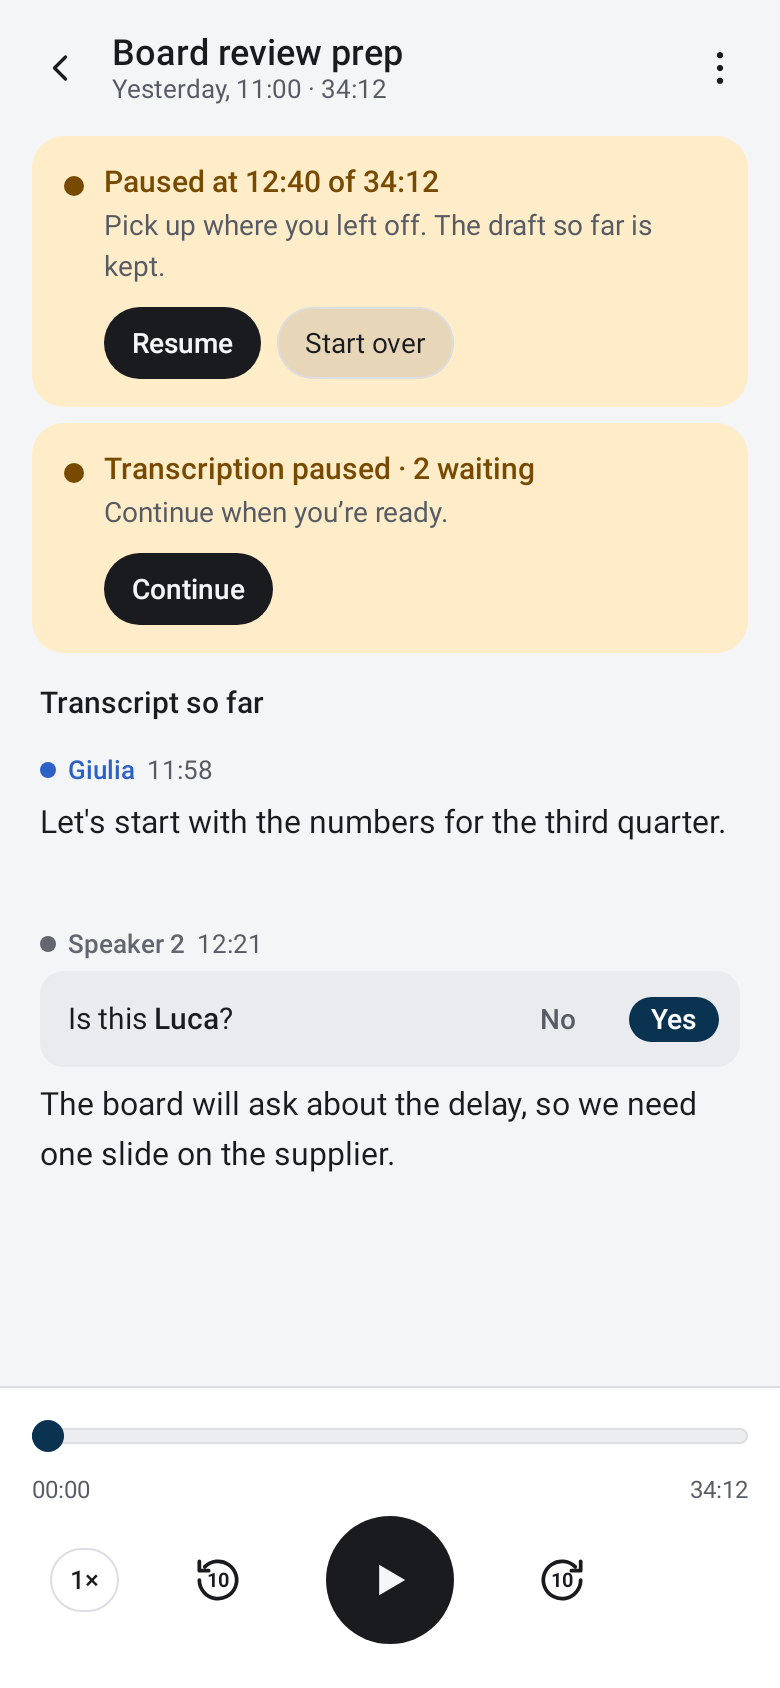 Board review prep
Yesterday, 11:00 · 34:12
Paused at 12:40 of 34:12
Pick up where you left off. The draft so far is
kept.
Resume
Start over
Transcription paused · 2 waiting
Continue when you’re ready.
Continue
Transcript so far
Giulia 11:58
Let's start with the numbers for the third quarter.
Speaker 2 12:21
Is this Luca?
No
Yes
The board will ask about the delay, so we need
one slide on the supplier.
00:00
34:12
1×
10
10